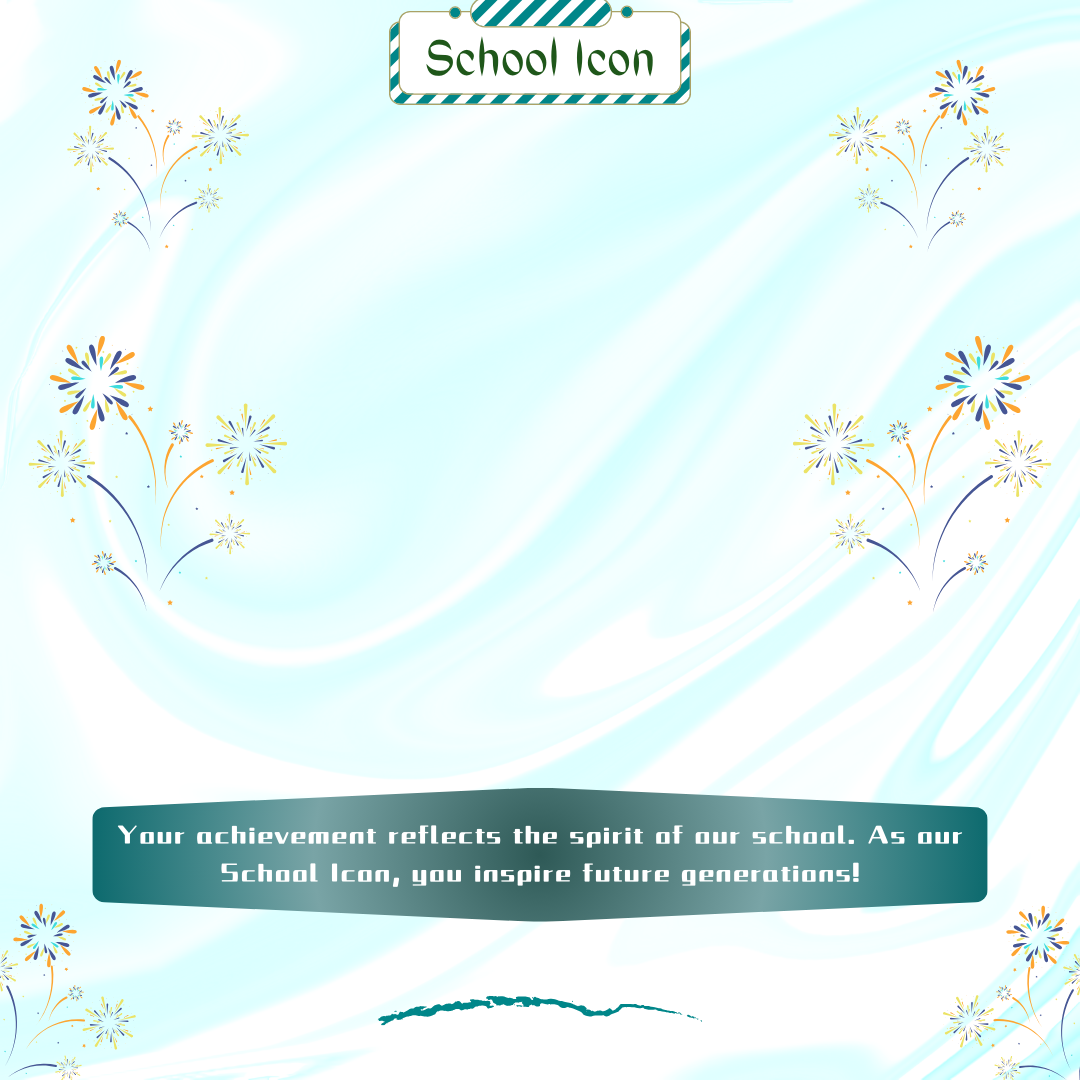 School Icon
Your achievement reflects the spirit of our school. As our
School Icon, you inspire future generations!